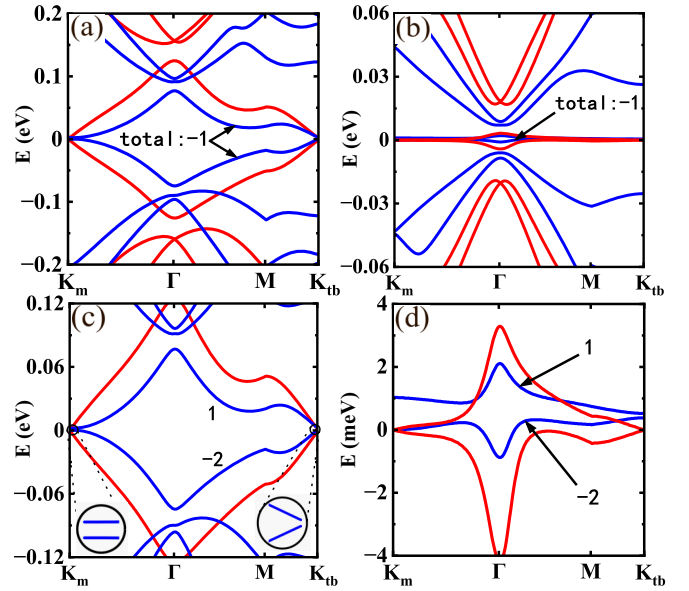 (a)
0.2
0.1
0
−0.1
−0.2
E (eV)
total:-1
K_m Γ M K_tb
(b)
0.06
0.03
0
−0.03
−0.06
E (eV)
total:-1
K_m Γ M K_tb
(c)
0.12
0.06
0
−0.06
−0.12
E (eV)
1
-2
K_m Γ M K_tb
(d)
4
2
0
−2
−4
E (meV)
1
-2
K_m Γ M K_tb